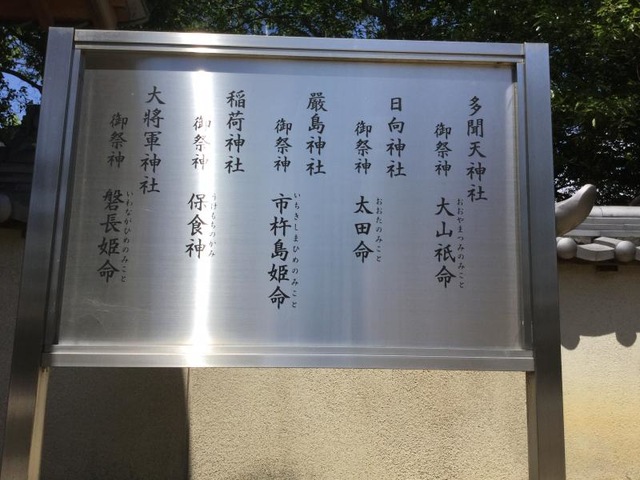 多聞天神社
御祭神 大山祇命
おおやまつみのみこと
日向神社
御祭神 太田命
おおたのみこと
嚴島神社
御祭神 市杵島姫命
いちきしまひめのみこと
稲荷神社
御祭神 保食神
うけもちのかみ
大將軍神社
御祭神 磐長姫命
いわながひめのみこと